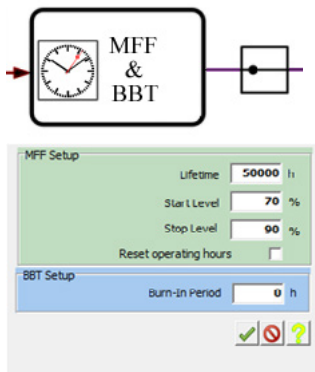 MFF
&
BBT
MFF Setup
Lifetime 50000 h
Start Level 70 %
Stop Level 90 %
Reset operating hours
BBT Setup
Burn-In Period 0 h
?